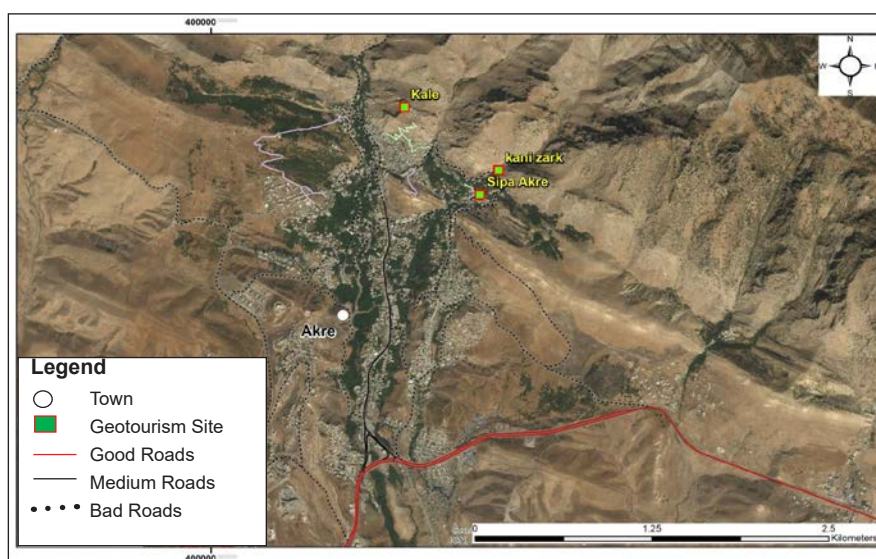 400000
N
W
E
S
Kale
kani zark
Sipa Akre
Akre
Legend
Town
Geotourism Site
Good Roads
Medium Roads
Bad Roads
0 1.25 2.5
Kilometers
400000